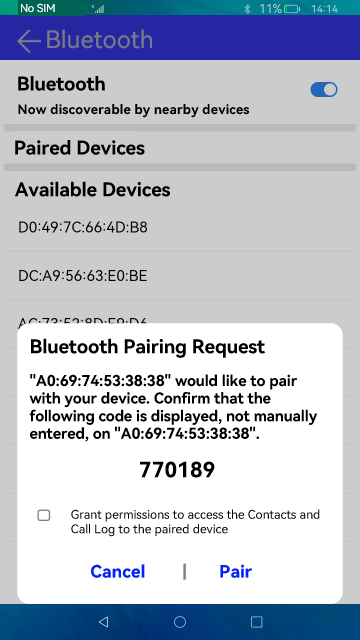 No SIM
11%
14:14
Bluetooth
Bluetooth
Now discoverable by nearby devices
Paired Devices
Available Devices
D0:49:7C:66:4D:B8
DC:A9:56:63:E0:BE
Bluetooth Pairing Request
"A0:69:74:53:38:38" would like to pair
with your device. Confirm that the
following code is displayed, not manually
entered, on "A0:69:74:53:38:38".
770189
Grant permissions to access the Contacts and
Call Log to the paired device
Cancel | Pair